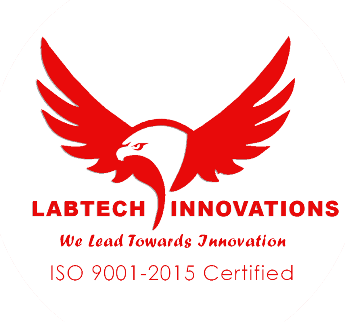 LABTECH INNOVATIONS
We Lead Towards Innovation
ISO 9001-2015 Certified